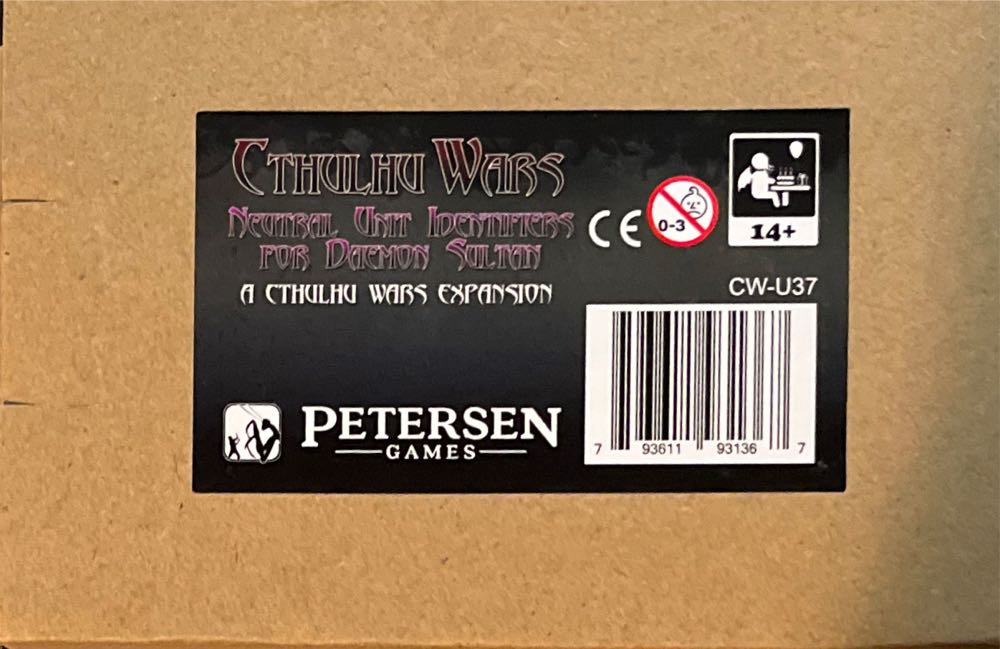 CTHULHU WARS
NEUTRAL UNIT IDENTIFIERS
FOR DAEMON SULTAN
A CTHULHU WARS EXPANSION
CE
0-3
14+
CW-U37
7 93611 93136 7
PETERSEN
GAMES